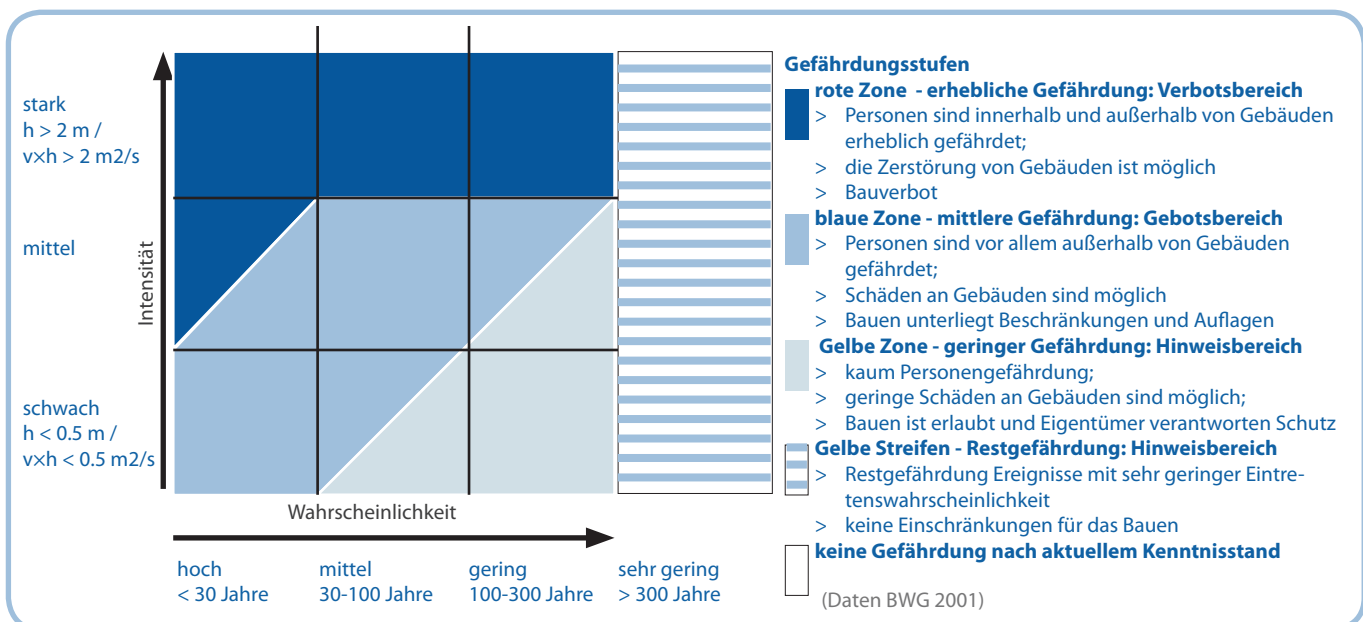 stark
h > 2 m /
v×h > 2 m2/s
mittel
schwach
h < 0.5 m /
v×h < 0.5 m2/s
Intensität
Wahrscheinlichkeit
hoch
< 30 Jahre
mittel
30-100 Jahre
gering
100-300 Jahre
sehr gering
> 300 Jahre
Gefährdungsstufen
rote Zone - erhebliche Gefährdung: Verbotsbereich
> Personen sind innerhalb und außerhalb von Gebäuden
erheblich gefährdet;
> die Zerstörung von Gebäuden ist möglich
> Bauverbot
blaue Zone - mittlere Gefährdung: Gebotsbereich
> Personen sind vor allem außerhalb von Gebäuden
gefährdet;
> Schäden an Gebäuden sind möglich
> Bauen unterliegt Beschränkungen und Auflagen
Gelbe Zone - geringer Gefährdung: Hinweisbereich
> kaum Personengefährdung;
> geringe Schäden an Gebäuden sind möglich;
> Bauen ist erlaubt und Eigentümer verantworten Schutz
Gelbe Streifen - Restgefährdung: Hinweisbereich
> Restgefährdung Ereignisse mit sehr geringer Eintre-
tenswahrscheinlichkeit
> keine Einschränkungen für das Bauen
keine Gefährdung nach aktuellem Kenntnisstand
(Daten BWG 2001)